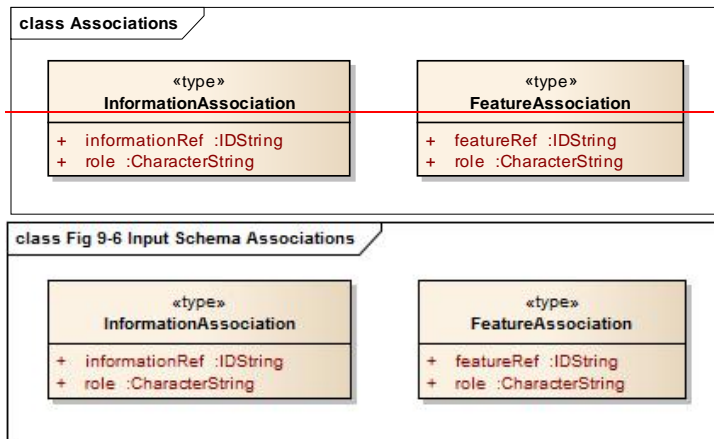 class Associations
«type»
InformationAssociation
+ informationRef :IDString
+ role :CharacterString
«type»
FeatureAssociation
+ featureRef :IDString
+ role :CharacterString
class Fig 9-6 Input Schema Associations
«type»
InformationAssociation
+ informationRef :IDString
+ role :CharacterString
«type»
FeatureAssociation
+ featureRef :IDString
+ role :CharacterString